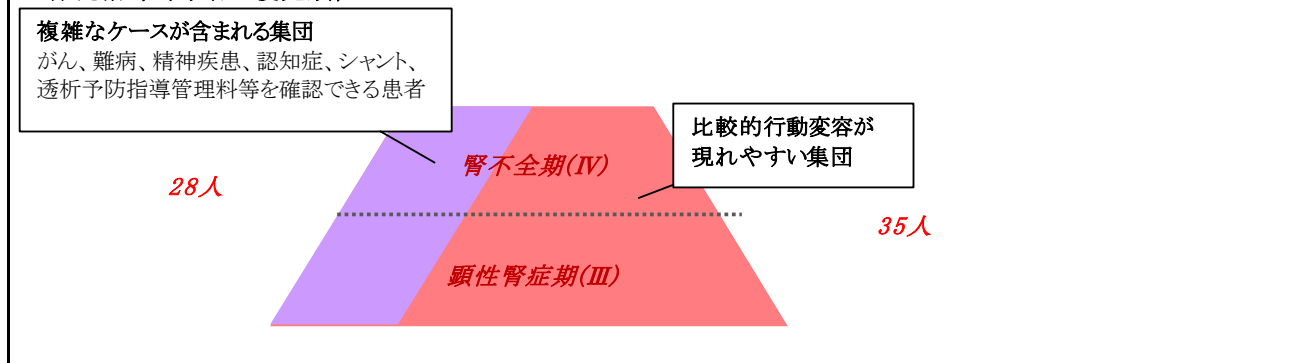 複雑なケースが含まれる集団
がん、難病、精神疾患、認知症、シャント、
透析予防指導管理料等を確認できる患者
比較的行動変容が
現れやすい集団
腎不全期(Ⅳ)
28人
35人
顕性腎症期(Ⅲ)